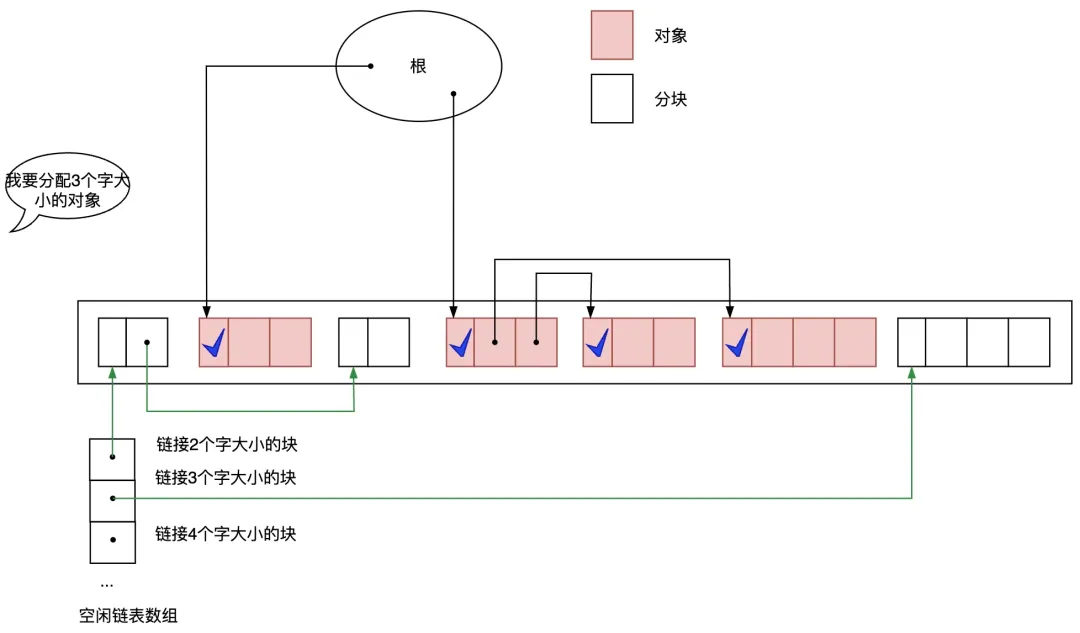 根
对象
分块
我要分配3个字大
小的对象
链接2个字大小的块
链接3个字大小的块
链接4个字大小的块
...
空闲链表数组